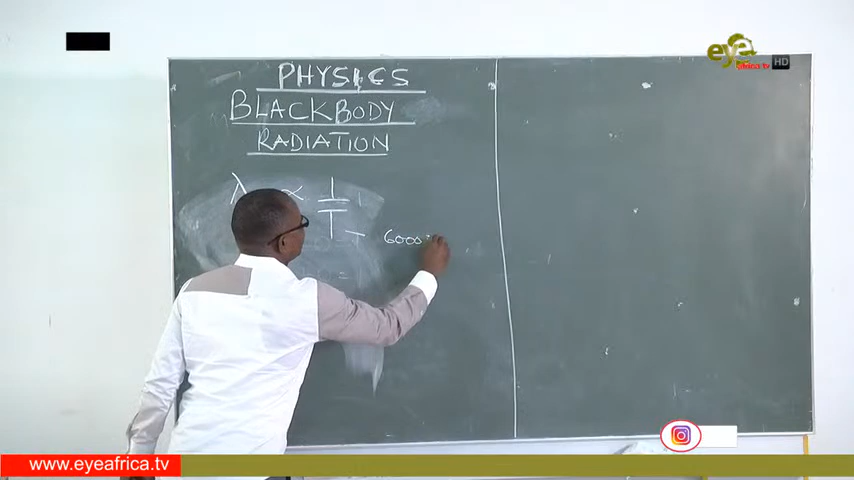 eye
africa.tv HD
PHYSICS
BLACKBODY
RADIATION
λ ∝ 1
T
6000
www.eyeafrica.tv